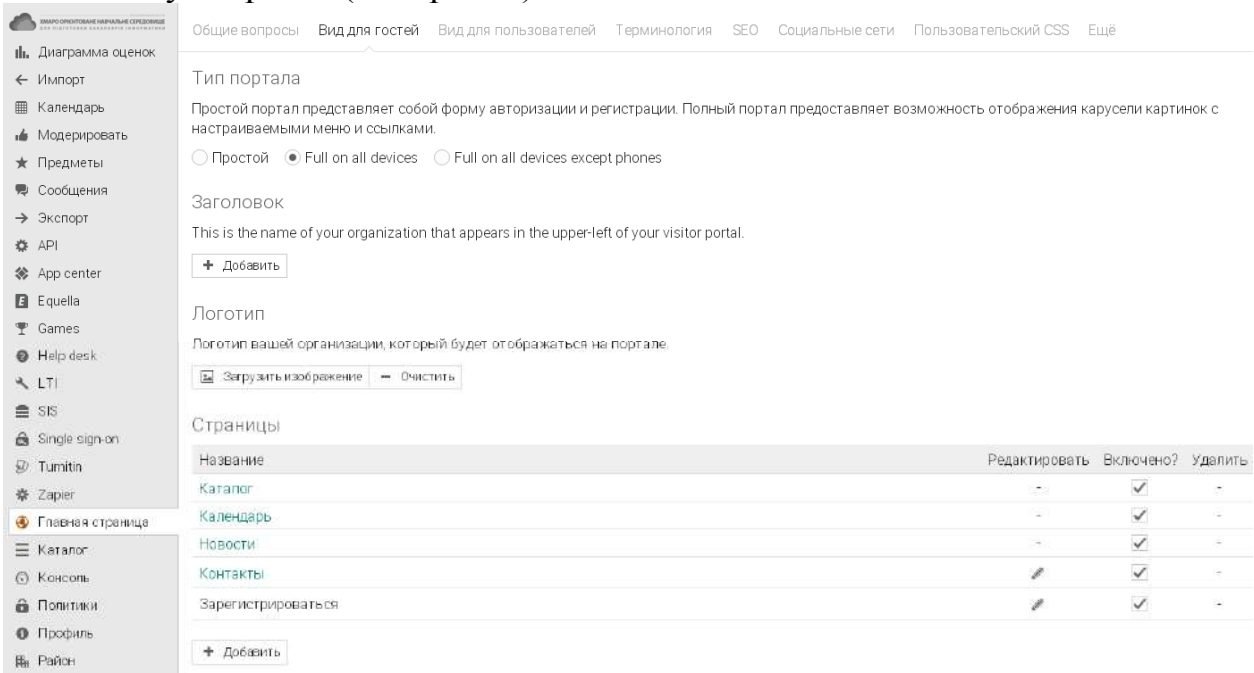 ХМАРО ОРІЄНТОВАНЕ НАВЧАЛЬНЕ СЕРЕДОВИЩЕ
Диаграмма оценок
Импорт
Календарь
Модерировать
Предметы
Сообщения
Экспорт
API
App center
Equella
Games
Help desk
LTI
SIS
Single sign-on
Turnitin
Zapier
Главная страница
Каталог
Консоль
Политики
Профиль
Район
Общие вопросы Вид для гостей Вид для пользователей Терминология SEO Социальные сети Пользовательский CSS Ещё
Тип портала
Простой портал представляет собой форму авторизации и регистрации. Полный портал предоставляет возможность отображения карусели картинок с
настраиваемыми меню и ссылками.
Простой Full on all devices Full on all devices except phones
Заголовок
This is the name of your organization that appears in the upper-left of your visitor portal.
+ Добавить
Логотип
Логотип вашей организации, который будет отображаться на портале.
Загрузить изображение − Очистить
Страницы
Название Редактировать Включено? Удалить
Каталог - -
Календарь - -
Новости - -
Контакты -
Зарегистрироваться -
+ Добавить